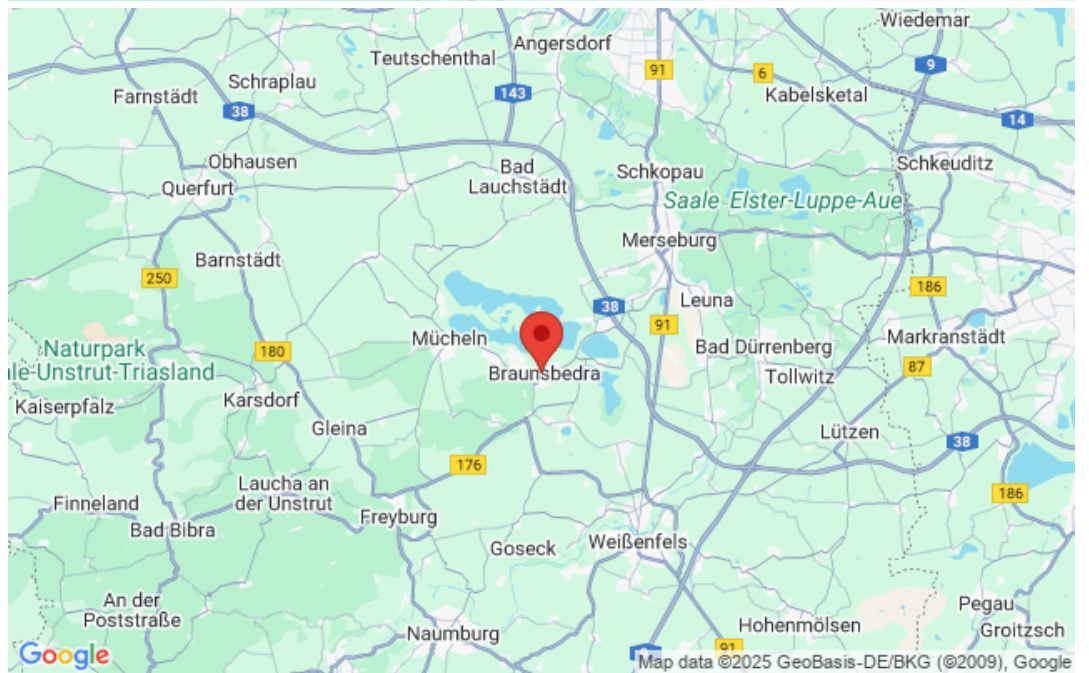 Wiedemar
Angersdorf
Teutschenthal
91
6
9
Schraplau
143
Kabelsketal
Farnstädt
38
14
Obhausen
Bad
Lauchstädt
Schkopau
Schkeuditz
Querfurt
Saale Elster-Luppe-Aue
Merseburg
Barnstädt
250
186
38
Leuna
91
Mücheln
Markranstädt
Naturpark
ale-Unstrut-Triasland
180
Bad Dürrenberg
87
Braunsbedra
Tollwitz
Kaiserpfalz
Karsdorf
Gleina
Lützen
38
176
Laucha an
der Unstrut
186
Finneland
Bad Bibra
Freyburg
Goseck
Weißenfels
An der
Poststraße
Pegau
Hohenmölsen
Groitzsch
Naumburg
91
Google
Map data ©2025 GeoBasis-DE/BKG (©2009), Google